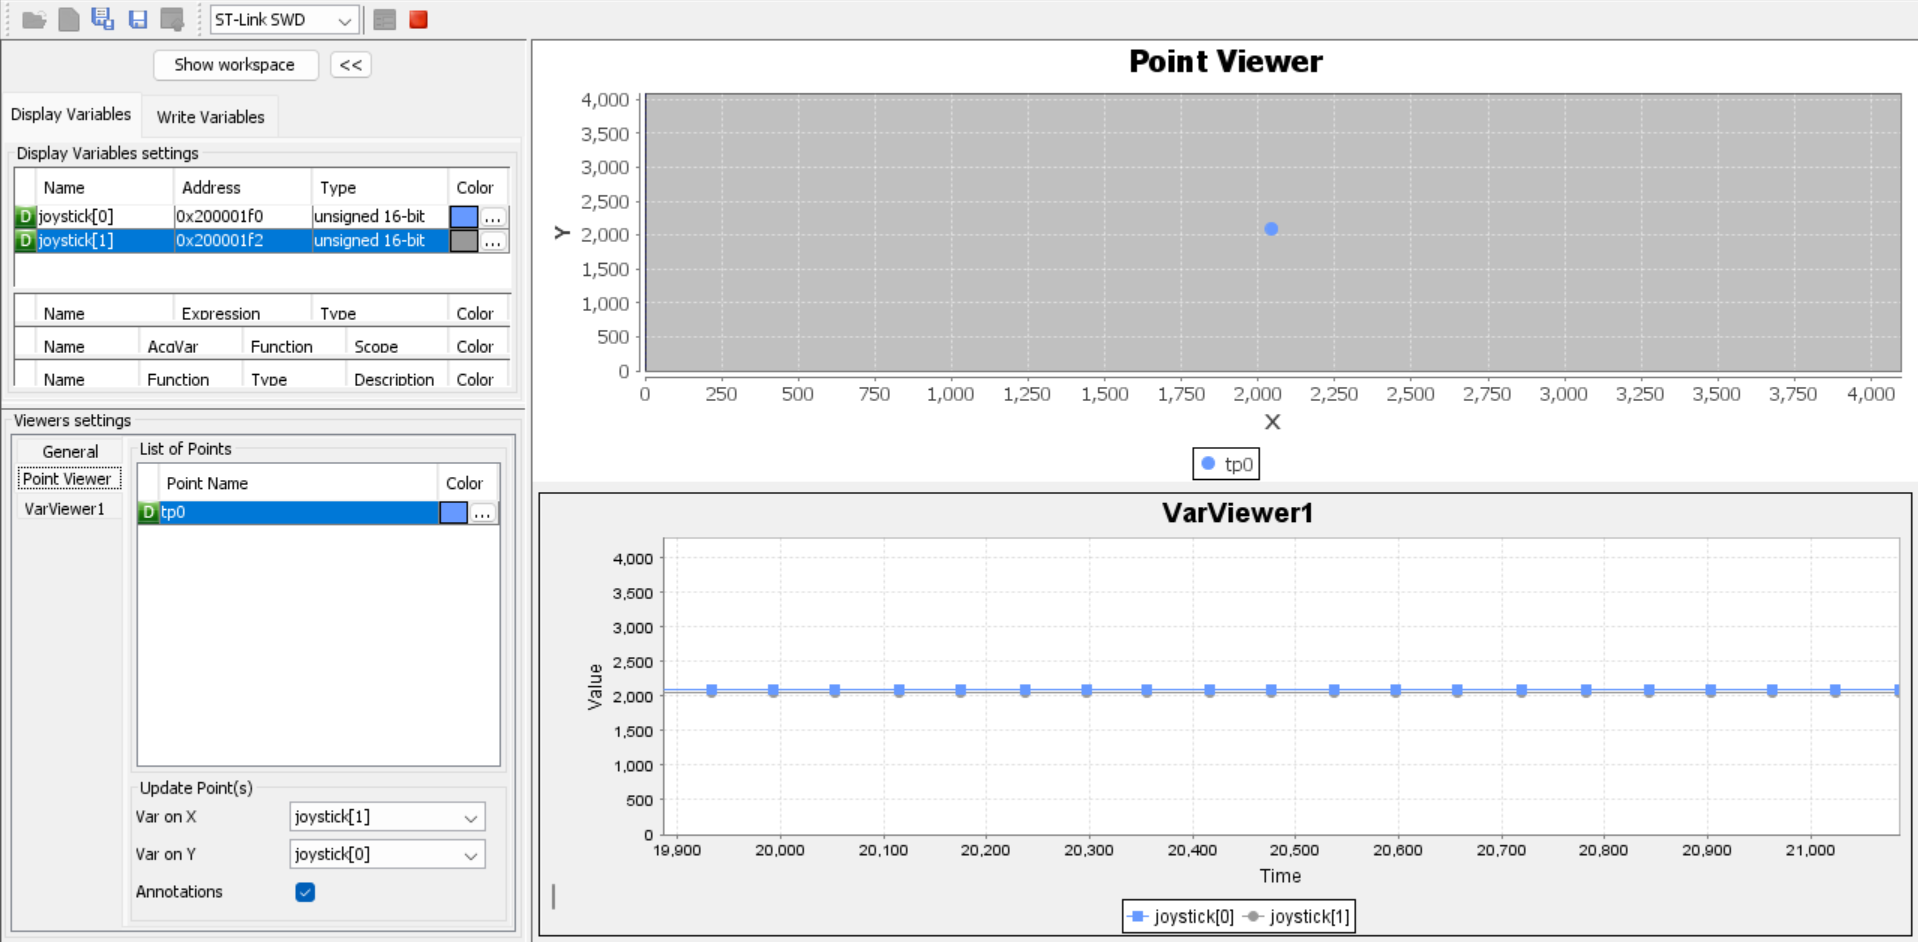 ST-Link SWD
Show workspace
<<
Display Variables
Write Variables
Display Variables settings
Name Address Type Color
D joystick[0] 0x200001f0 unsigned 16-bit ...
D joystick[1] 0x200001f2 unsigned 16-bit ...
Name Expression Type Color
Name AcqVar Function Scope Color
Name Function Type Description Color
Viewers settings
General
Point Viewer
VarViewer1
List of Points
Point Name Color
D tp0 ...
Update Point(s)
Var on X joystick[1]
Var on Y joystick[0]
Annotations
Point Viewer
4,000
3,500
3,000
2,500
2,000
1,500
1,000
500
0
Y
0 250 500 750 1,000 1,250 1,500 1,750 2,000 2,250 2,500 2,750 3,000 3,250 3,500 3,750 4,000
X
tp0
VarViewer1
4,000
3,500
3,000
2,500
2,000
1,500
1,000
500
0
Value
19,900 20,000 20,100 20,200 20,300 20,400 20,500 20,600 20,700 20,800 20,900 21,000
Time
joystick[0] joystick[1]